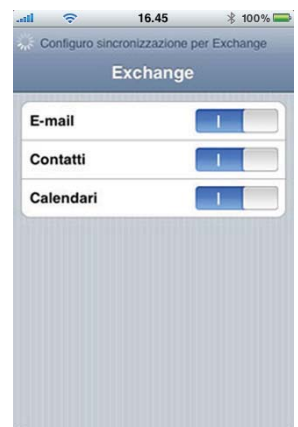 16.45 100%
Configuro sincronizzazione per Exchange
Exchange
E-mail
Contatti
Calendari